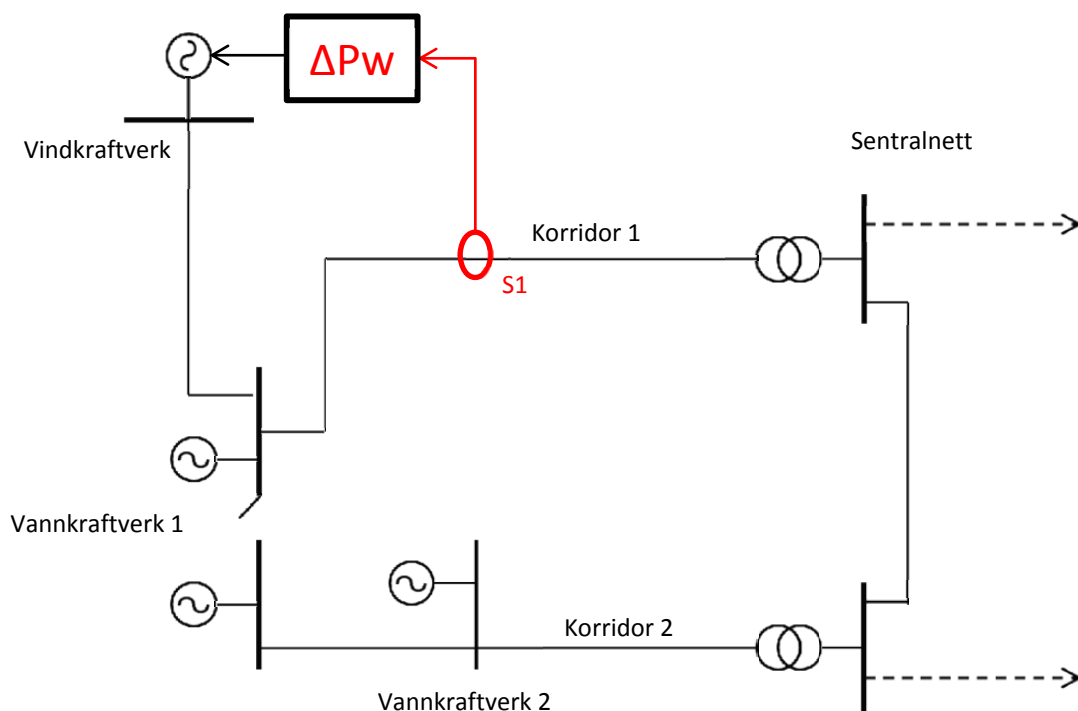 ΔPw
Vindkraftverk
Sentralnett
Korridor 1
S1
Vannkraftverk 1
Korridor 2
Vannkraftverk 2